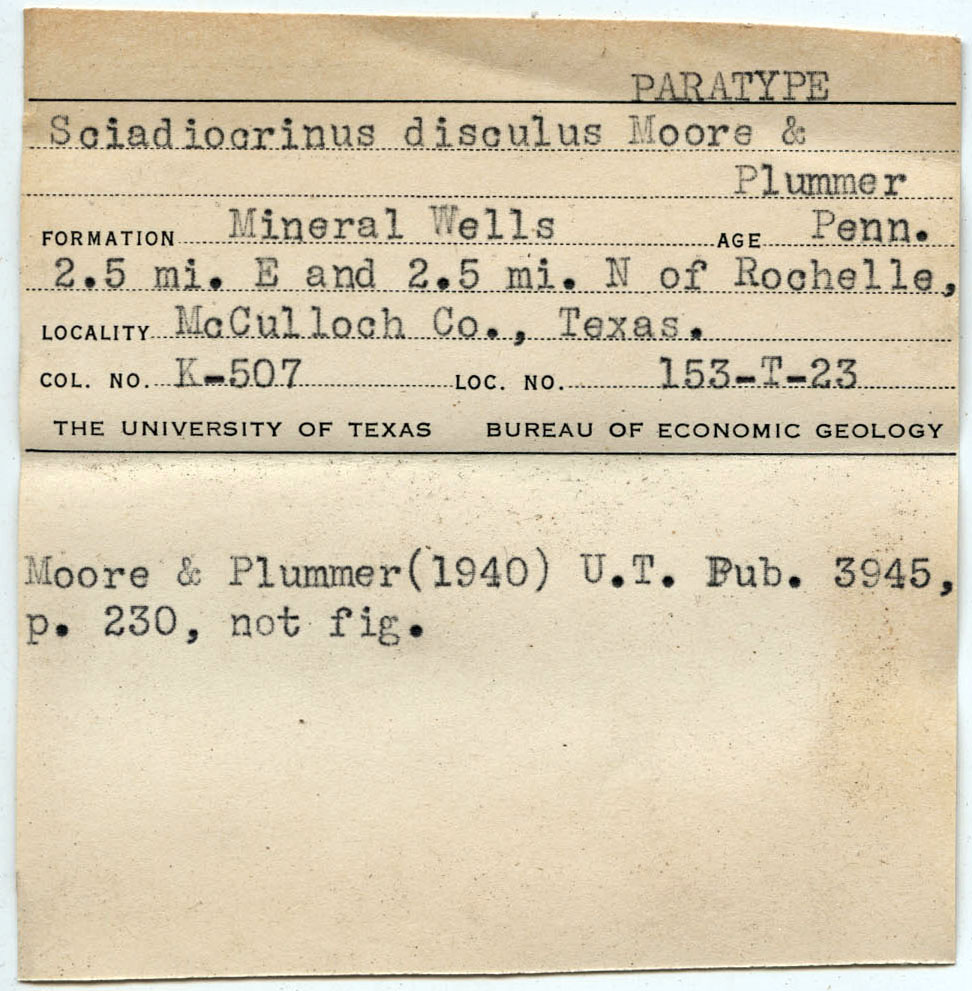 PARATYPE
Sciadiocrinus disculus Moore &
Plummer
FORMATION Mineral Wells AGE Penn.
2.5 mi. E and 2.5 mi. N of Rochelle,
LOCALITY McCulloch Co., Texas.
COL. NO. K-507 LOC. NO. 153-T-23
THE UNIVERSITY OF TEXAS BUREAU OF ECONOMIC GEOLOGY
Moore & Plummer(1940) U.T. Pub. 3945,
p. 230, not fig.